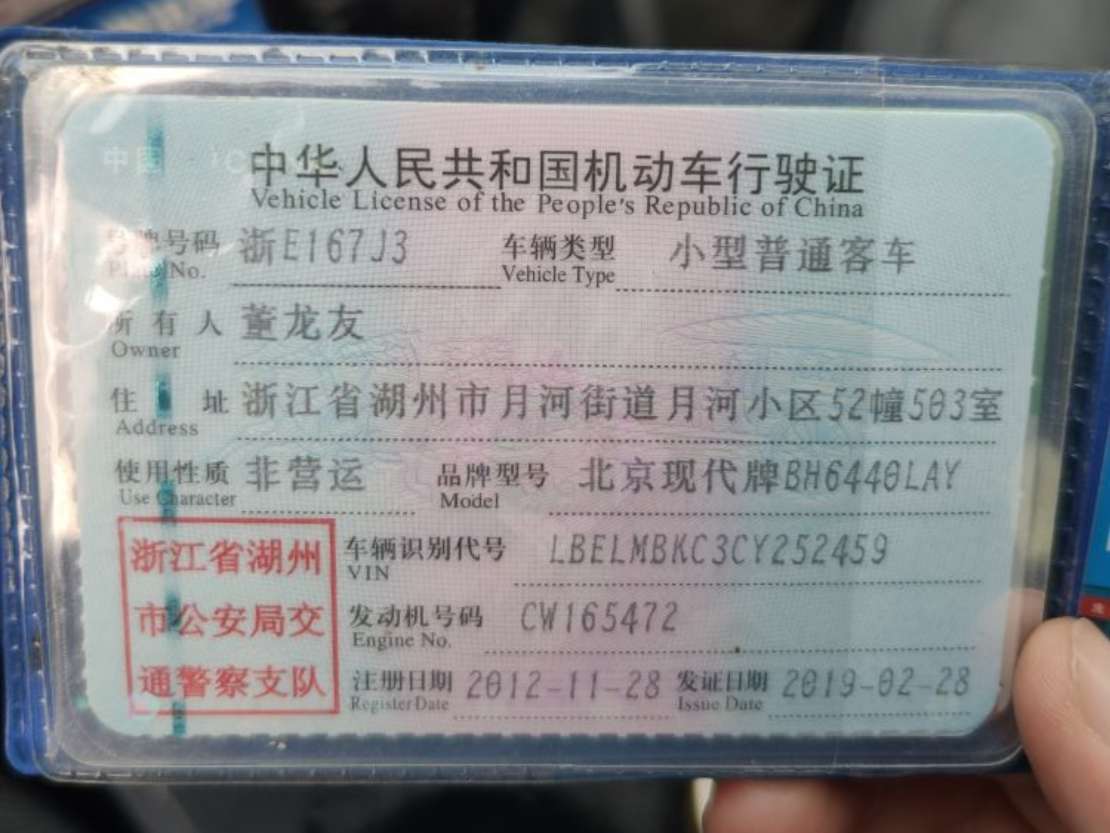 中华人民共和国机动车行驶证
Vehicle License of the People's Republic of China
号牌号码 浙E167J3 车辆类型 小型普通客车
Plate No. Vehicle Type
所有人 董龙友
Owner
住址 浙江省湖州市月河街道月河小区52幢503室
Address
使用性质 非营运 品牌型号 北京现代牌BH6440LAY
Use Character Model
浙江省湖州 车辆识别代号 LBELMBKC3CY252459
VIN
市公安局交 发动机号码 CW165472
Engine No.
通警察支队 注册日期 2012-11-28 发证日期 2019-02-28
Register Date Issue Date